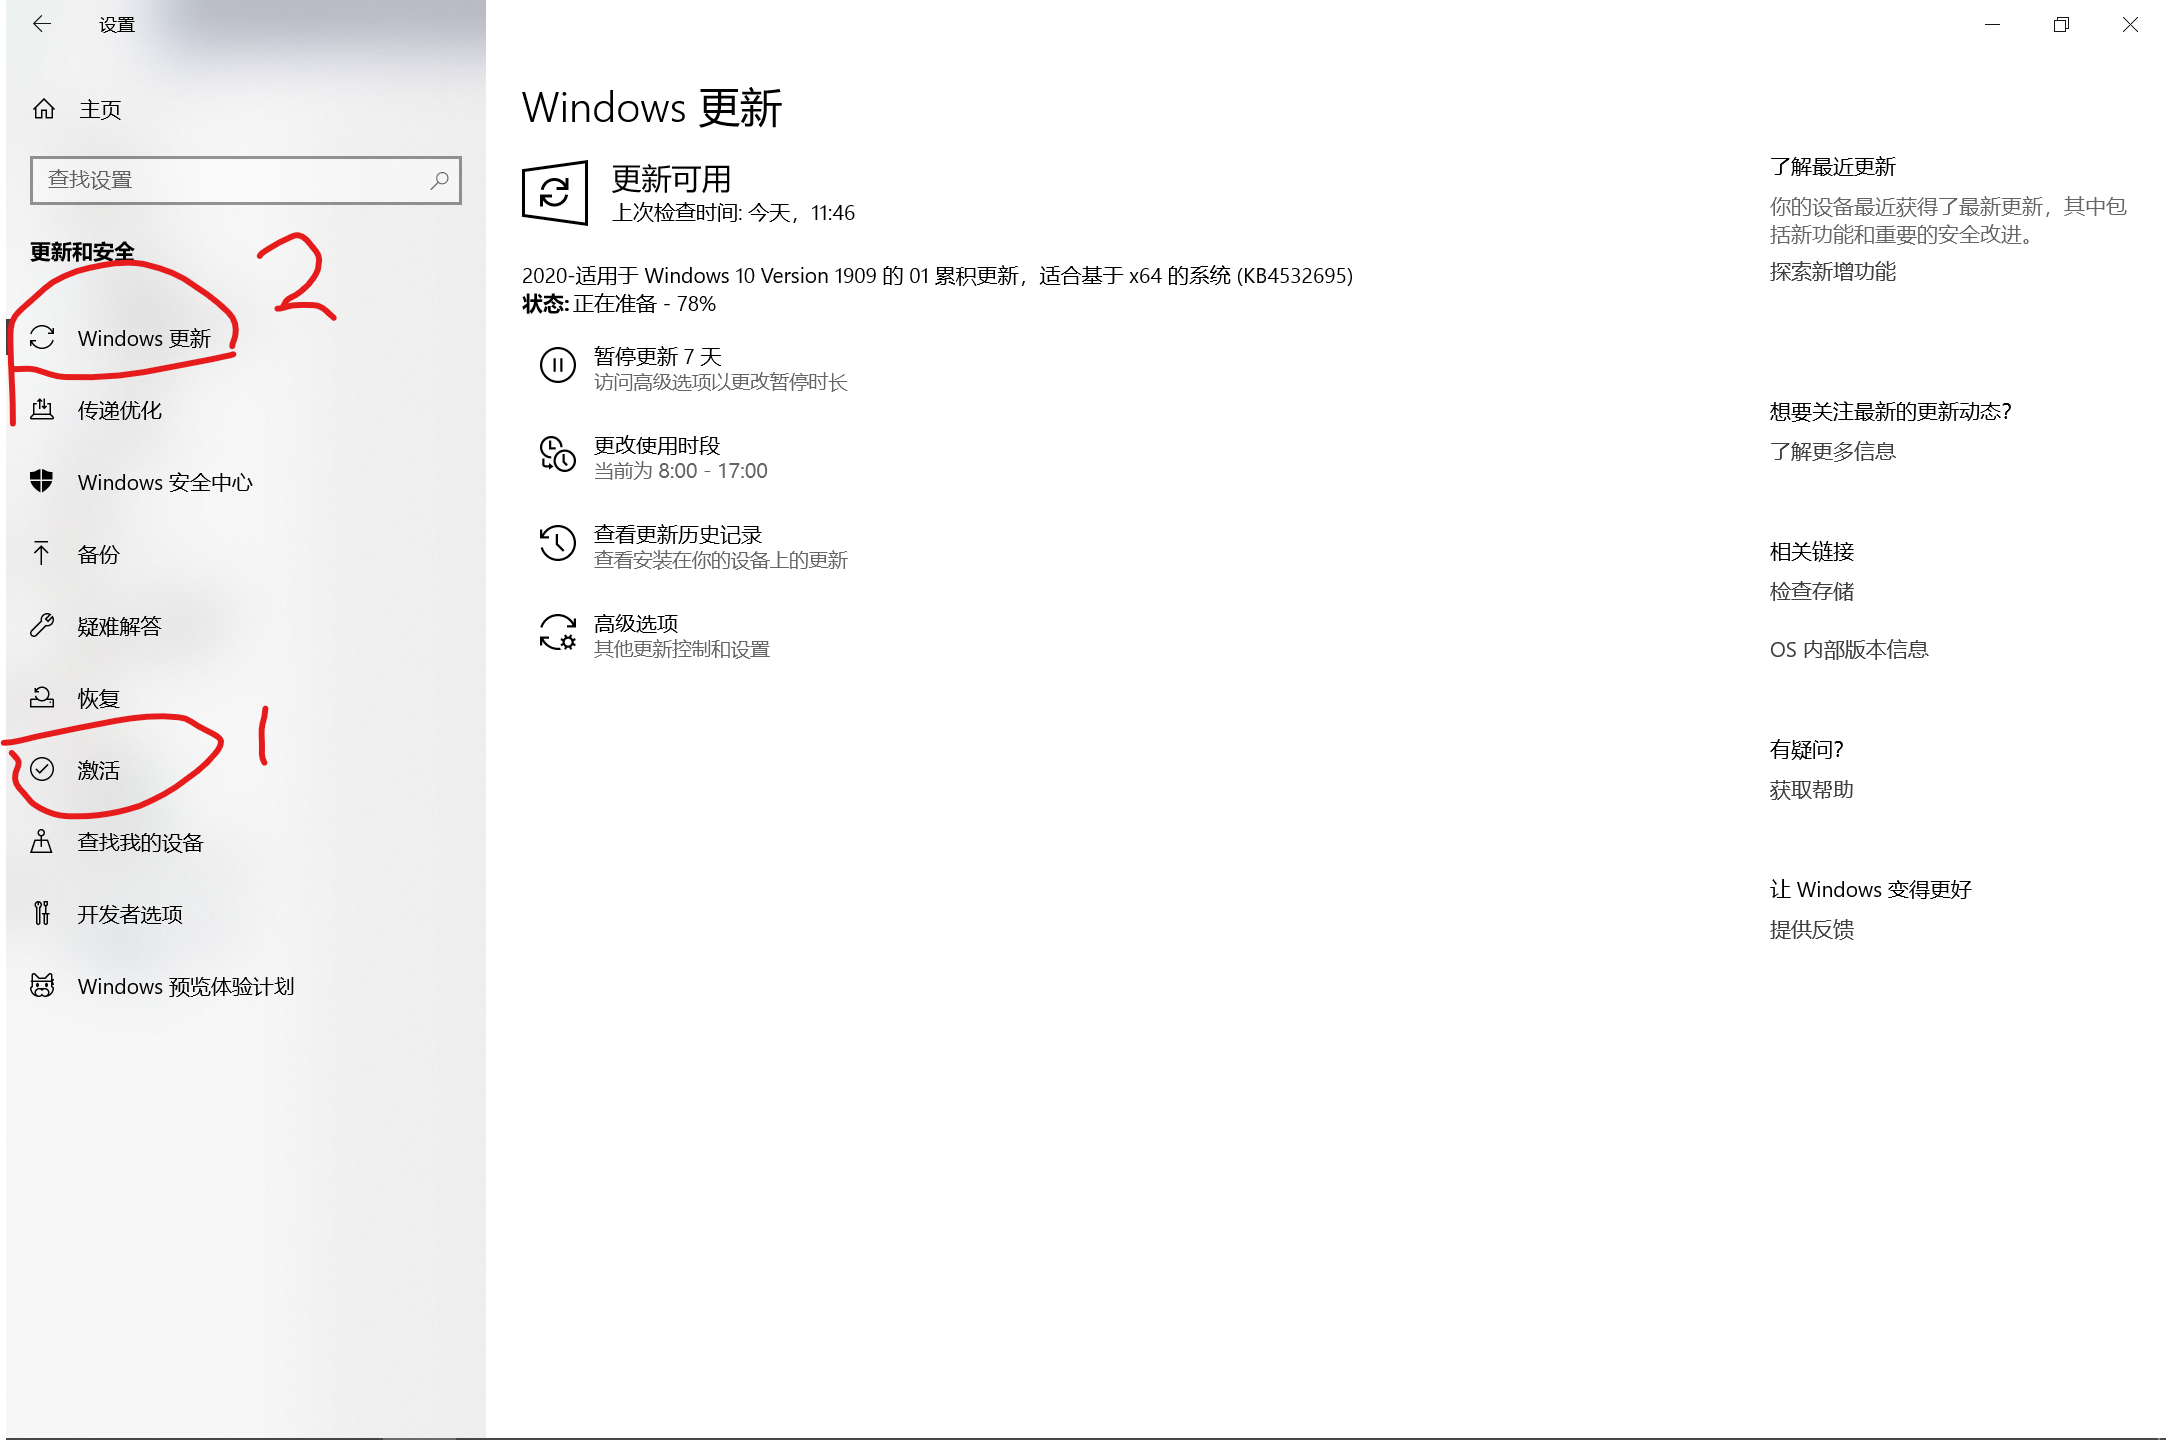 设置
主页
查找设置
更新和安全
2
Windows 更新
传递优化
Windows 安全中心
备份
疑难解答
恢复
1
激活
查找我的设备
开发者选项
Windows 预览体验计划
Windows 更新
更新可用
上次检查时间: 今天，11:46
2020-适用于 Windows 10 Version 1909 的 01 累积更新，适合基于 x64 的系统 (KB4532695)
状态: 正在准备 - 78%
暂停更新 7 天
访问高级选项以更改暂停时长
更改使用时段
当前为 8:00 - 17:00
查看更新历史记录
查看安装在你的设备上的更新
高级选项
其他更新控制和设置
了解最近更新
你的设备最近获得了最新更新，其中包
括新功能和重要的安全改进。
探索新增功能
想要关注最新的更新动态?
了解更多信息
相关链接
检查存储
OS 内部版本信息
有疑问?
获取帮助
让 Windows 变得更好
提供反馈